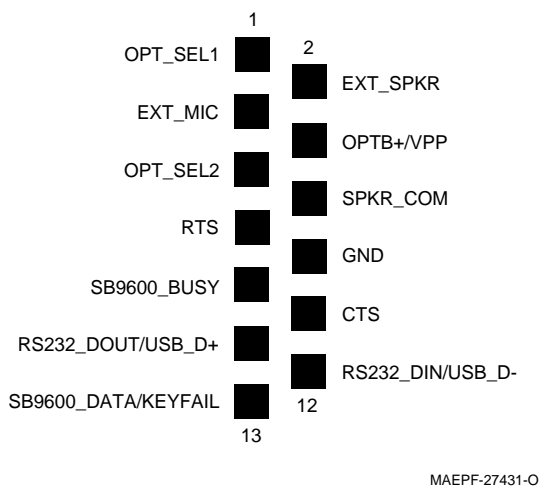 1
OPT_SEL1
2
EXT_SPKR
EXT_MIC
OPTB+/VPP
OPT_SEL2
SPKR_COM
RTS
GND
SB9600_BUSY
CTS
RS232_DOUT/USB_D+
RS232_DIN/USB_D-
SB9600_DATA/KEYFAIL
12
13
MAEPF-27431-O